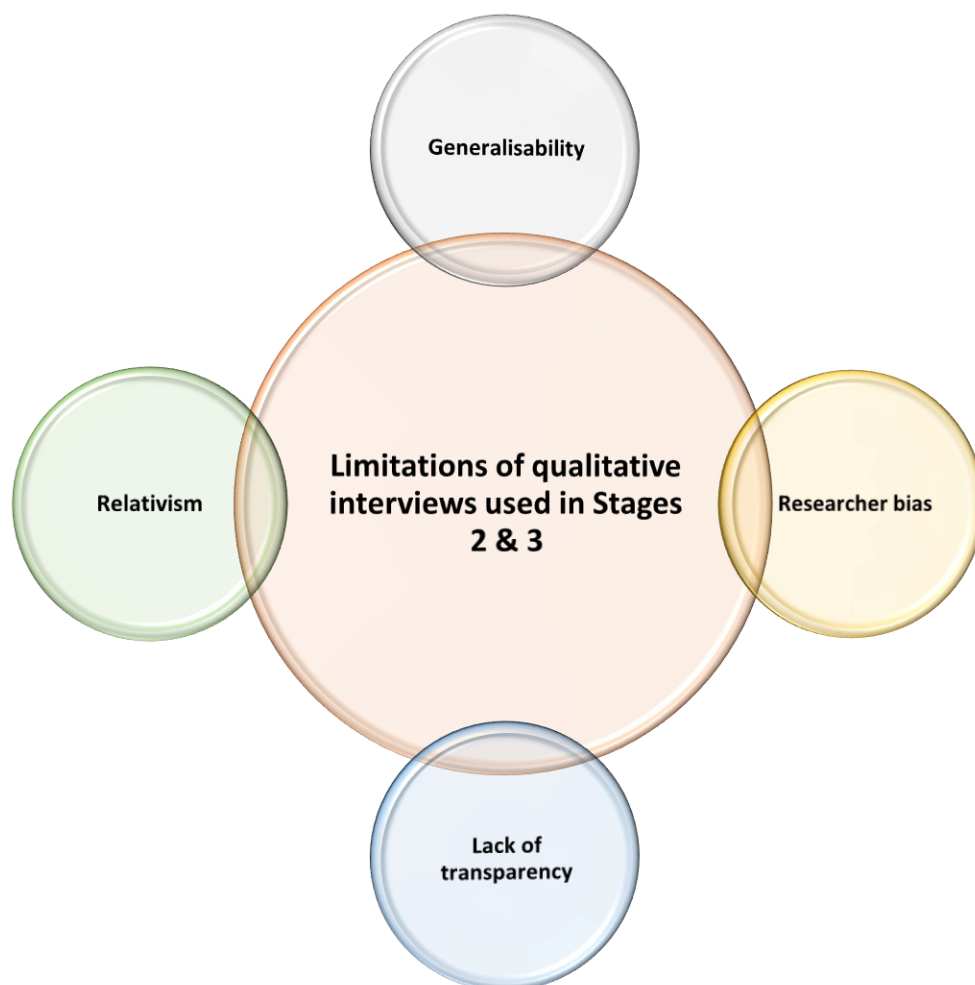 Generalisability
Limitations of qualitative
interviews used in Stages
2 & 3
Relativism
Researcher bias
Lack of
transparency